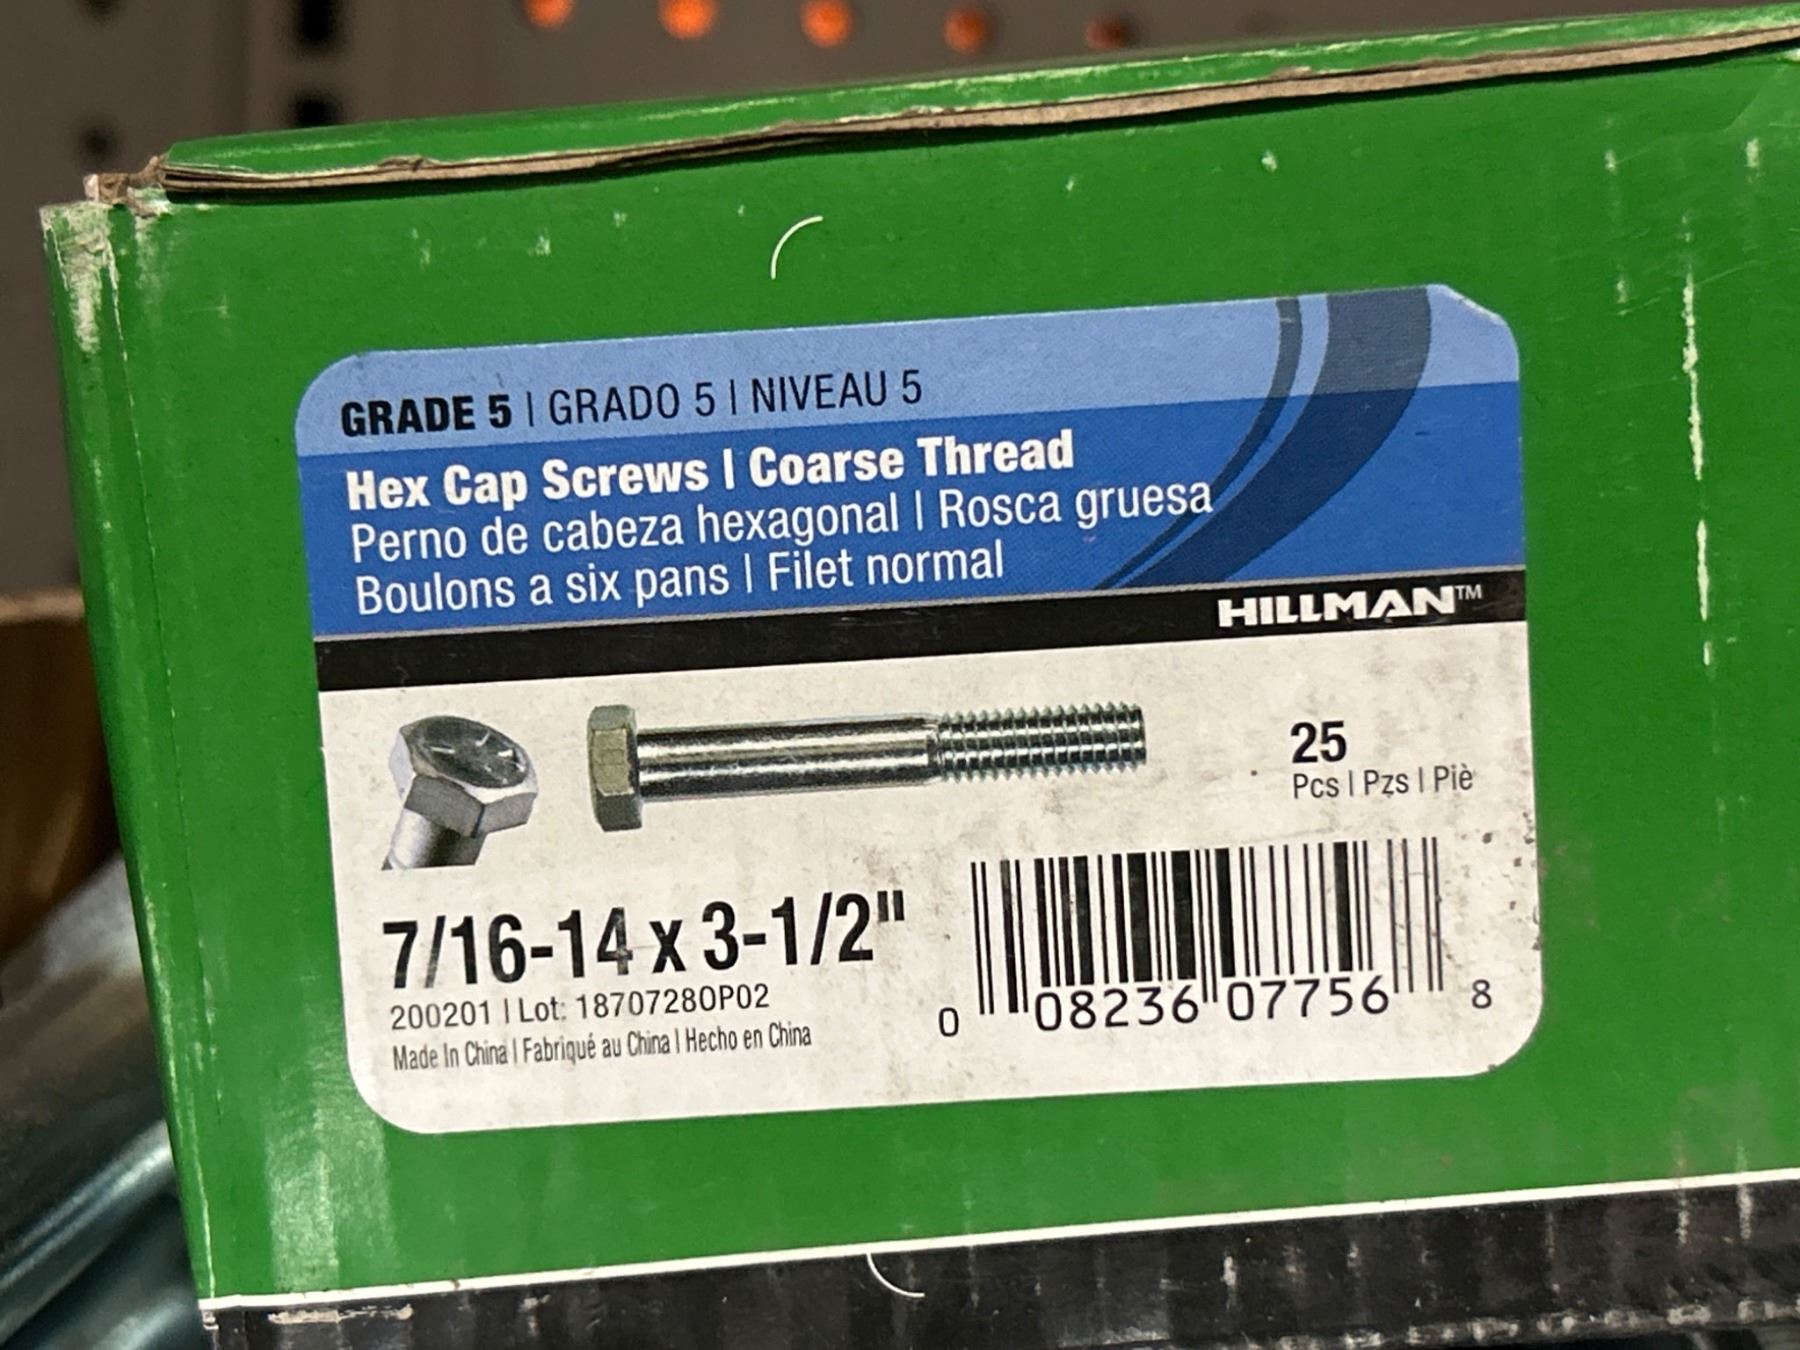 GRADE 5 | GRADO 5 | NIVEAU 5
Hex Cap Screws | Coarse Thread
Perno de cabeza hexagonal | Rosca gruesa
Boulons a six pans | Filet normal
HILLMAN™
25
Pcs | Pzs | Piè
7/16-14 x 3-1/2"
200201 | Lot: 1870728OP02
Made In China | Fabriqué au China | Hecho en China
0 08236 07756 8